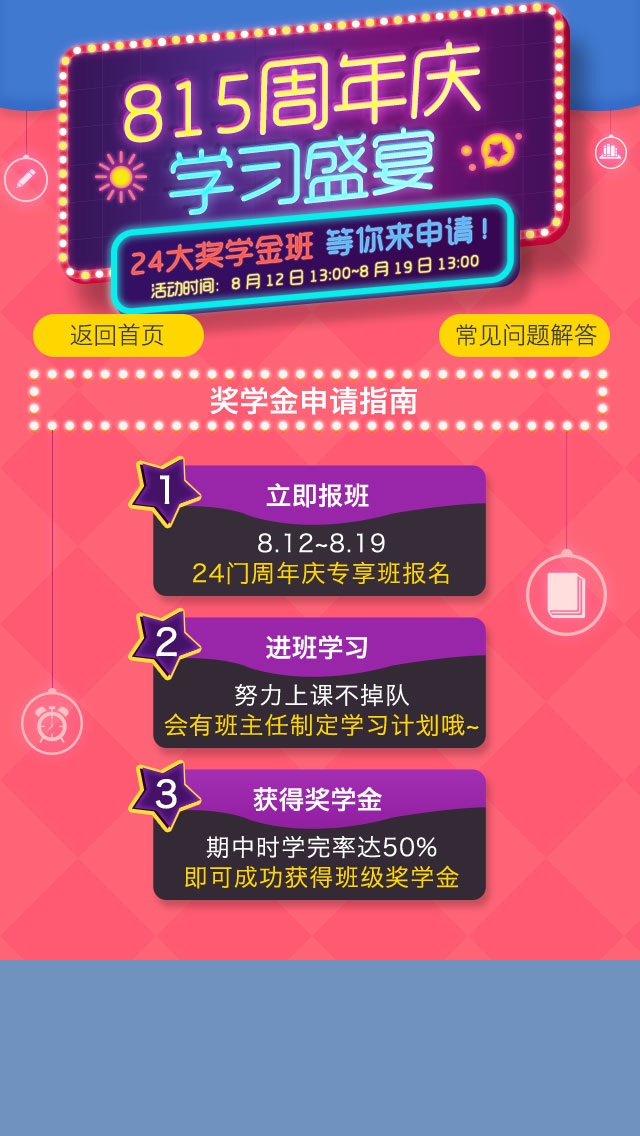 815周年庆
学习盛宴
24大奖学金班 等你来申请！
活动时间：8月12日13:00~8月19日13:00
返回首页
常见问题解答
奖学金申请指南
1
立即报班
8.12~8.19
24门周年庆专享班报名
2
进班学习
努力上课不掉队
会有班主任制定学习计划哦~
3
获得奖学金
期中时学完率达50%
即可成功获得班级奖学金